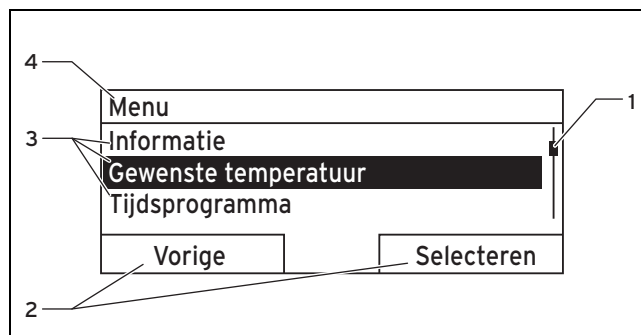 4
Menu
1
3
Informatie
Gewenste temperatuur
Tijdsprogramma
Vorige
Selecteren
2